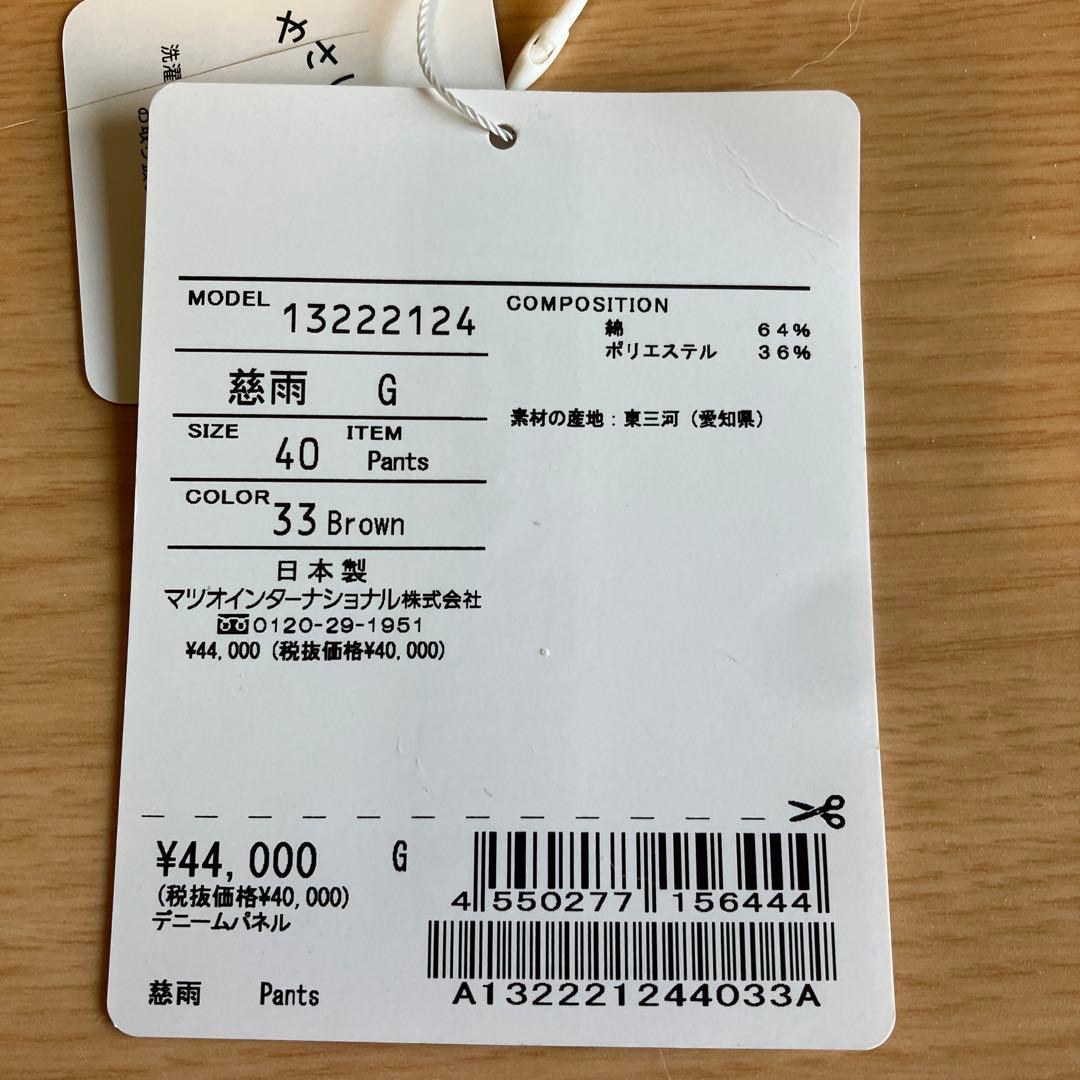 洗濯
MODEL 13222124
慈雨 G
SIZE 40 ITEM Pants
COLOR 33 Brown
日本製
マツオインターナショナル株式会社
0120-29-1951
¥44,000 (税抜価格¥40,000)
COMPOSITION
綿 64%
ポリエステル 36%
素材の産地：東三河（愛知県）
¥44,000 G
(税抜価格¥40,000)
デニームパネル
慈雨 Pants
4 550277 156444
A132221244033A